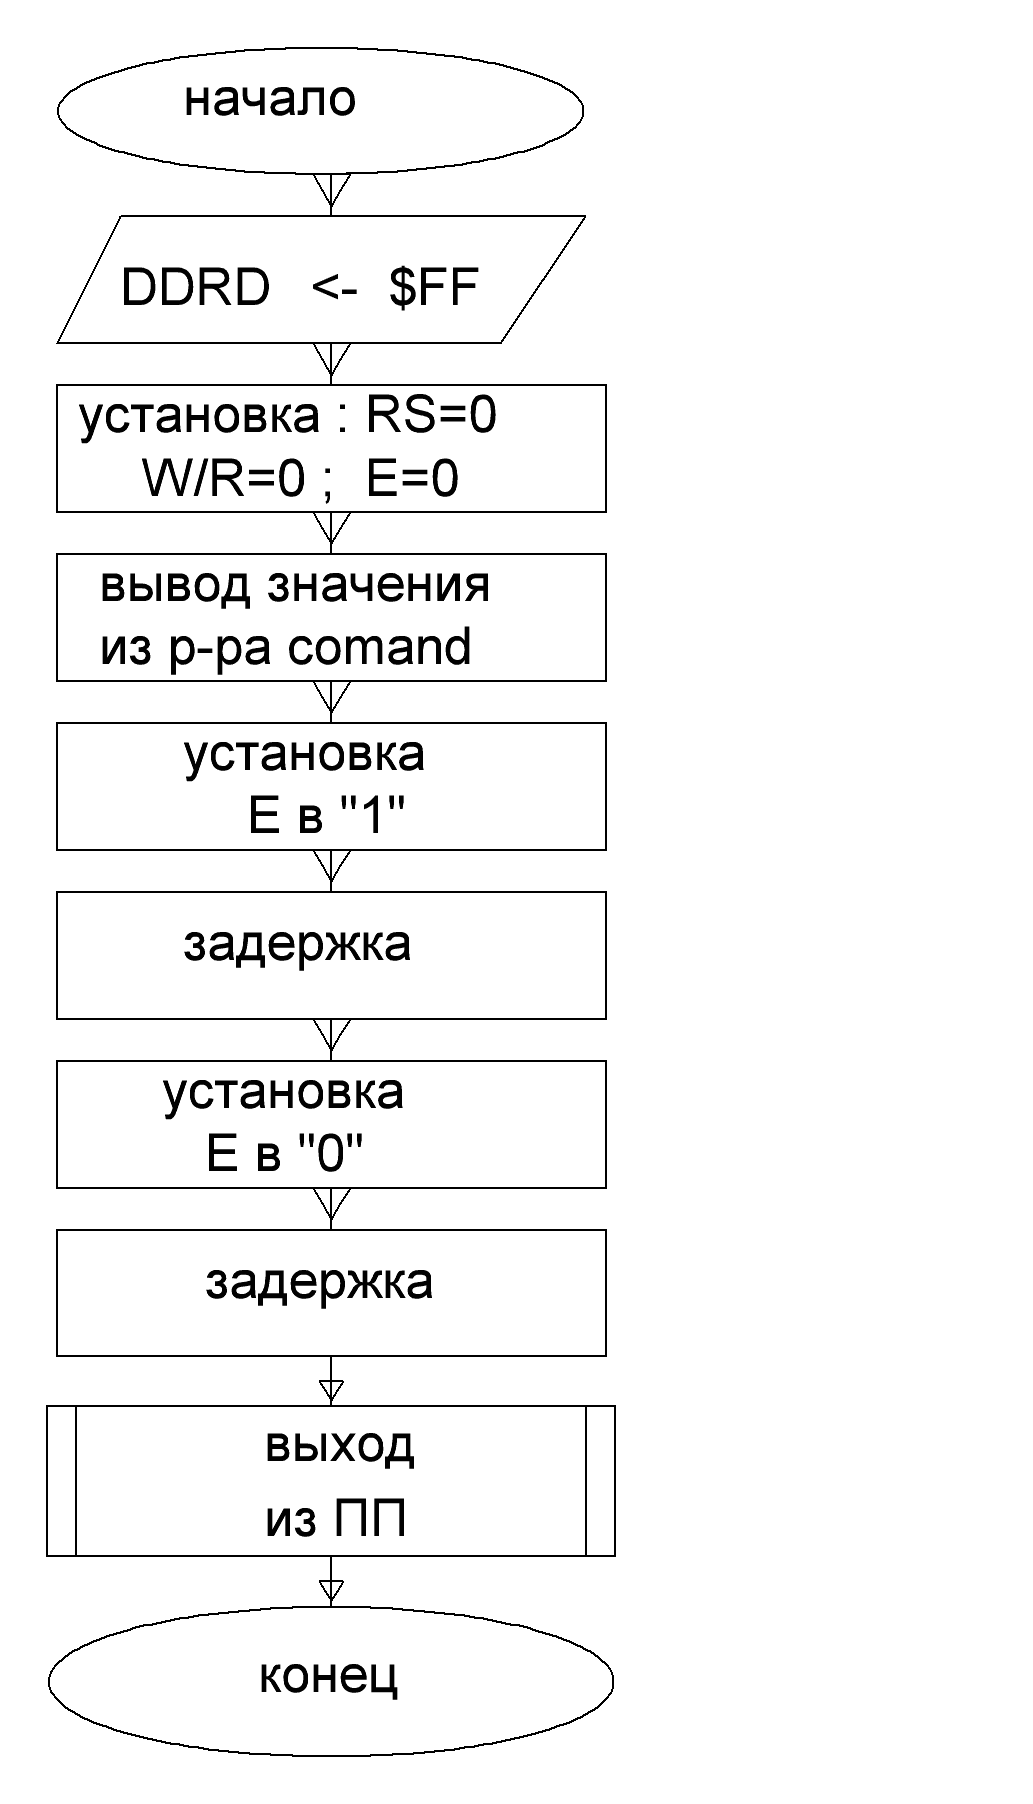 начало
DDRD <- $FF
установка : RS=0
W/R=0 ; E=0
вывод значения
из р-ра comand
установка
E в "1"
задержка
установка
E в "0"
задержка
выход
из ПП
конец